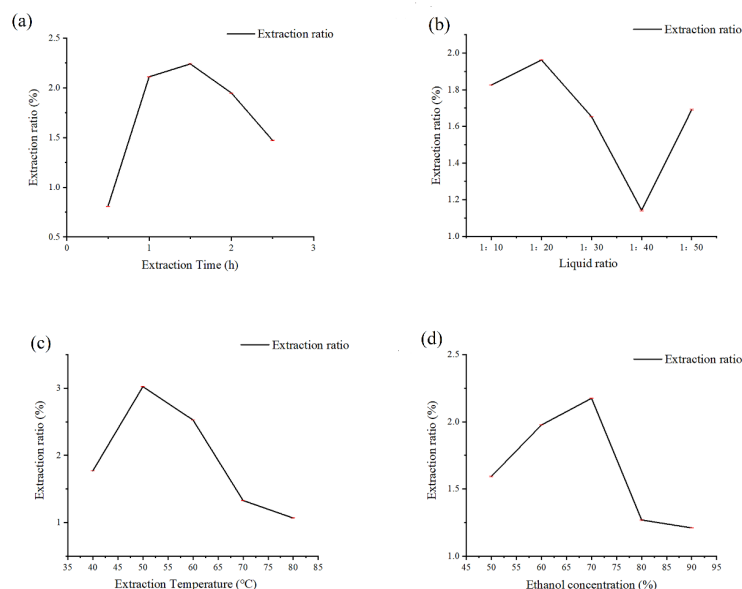 (a)
Extraction ratio
Extraction ratio (%)
2.5
2.0
1.5
1.0
0.5
0
1
2
3
Extraction Time (h)
(b)
Extraction ratio
Extraction ratio (%)
2.0
1.8
1.6
1.4
1.2
1.0
1：10
1：20
1：30
1：40
1：50
Liquid ratio
(c)
Extraction ratio
Extraction ratio (%)
3
2
1
35 40 45 50 55 60 65 70 75 80 85
Extraction Temperature (°C)
(d)
Extraction ratio
Extraction ratio (%)
2.5
2.0
1.5
1.0
45 50 55 60 65 70 75 80 85 90 95
Ethanol concentration (%)